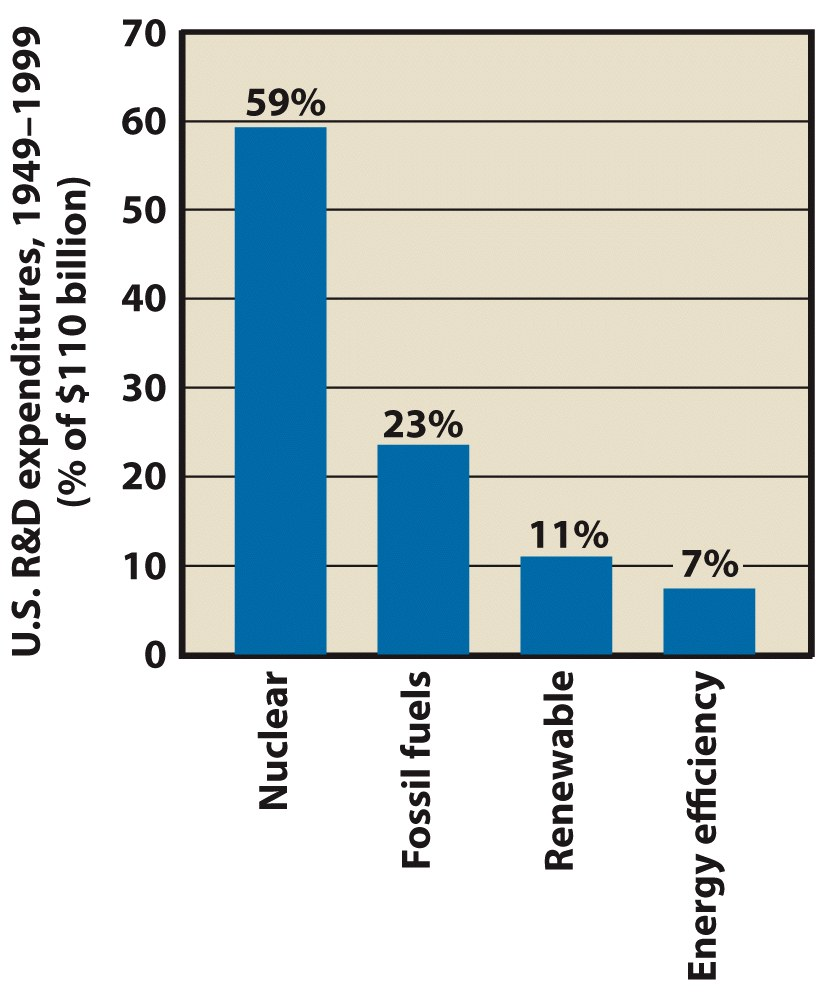 U.S. R&D expenditures, 1949–1999
(% of $110 billion)
70
60
50
40
30
20
10
0
59%
23%
11%
7%
Nuclear
Fossil fuels
Renewable
Energy efficiency